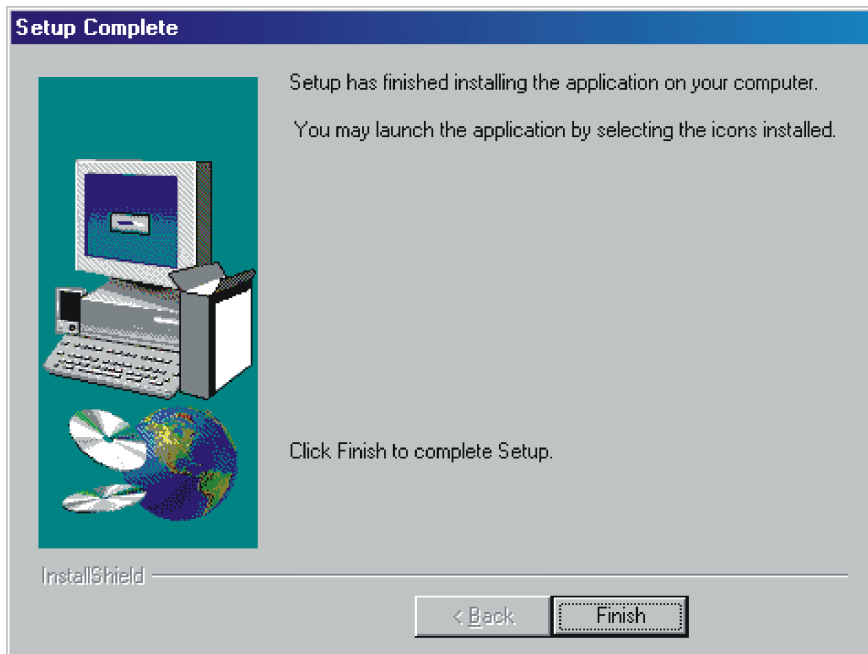 Setup Complete
Setup has finished installing the application on your computer.
You may launch the application by selecting the icons installed.
Click Finish to complete Setup.
InstallShield
< Back
Finish